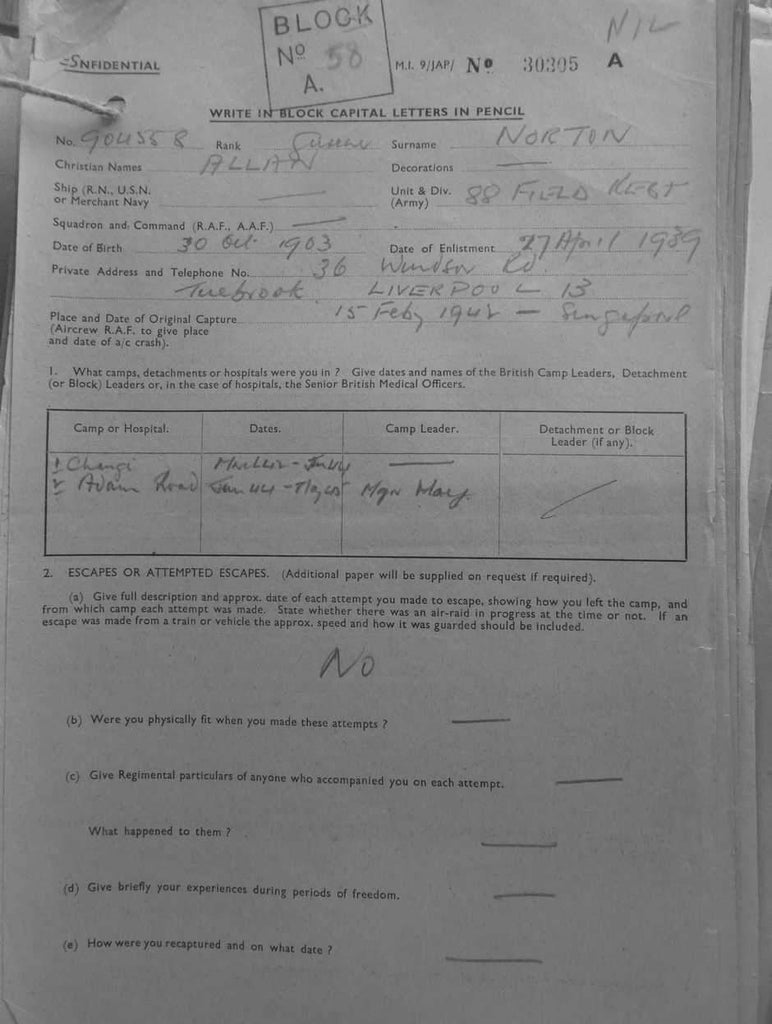 BLOCK
Nº 58
A.
NIL
CONFIDENTIAL
M.I. 9/JAP/ Nº 30305 A
WRITE IN BLOCK CAPITAL LETTERS IN PENCIL
No. 904558 Rank Gunner Surname NORTON
Christian Names ALLAN Decorations —
Ship (R.N., U.S.N. or Merchant Navy — Unit & Div. (Army) 88 FIELD REGT
Squadron and Command (R.A.F., A.A.F.) —
Date of Birth 30 Oct 1903 Date of Enlistment 27 April 1939
Private Address and Telephone No. 36 Windsor Rd
Tuebrook LIVERPOOL 13
Place and Date of Original Capture 15 Feby 1942 — Singapore
(Aircrew R.A.F. to give place
and date of a/c crash).
1. What camps, detachments or hospitals were you in ? Give dates and names of the British Camp Leaders, Detachment
(or Block) Leaders or, in the case of hospitals, the Senior British Medical Officers.
Camp or Hospital. Dates. Camp Leader. Detachment or Block Leader (if any).
1 Changi —
2 Adam Road
2. ESCAPES OR ATTEMPTED ESCAPES. (Additional paper will be supplied on request if required).
(a) Give full description and approx. date of each attempt you made to escape, showing how you left the camp, and
from which camp each attempt was made. State whether there was an air-raid in progress at the time or not. If an
escape was made from a train or vehicle the approx. speed and how it was guarded should be included.
NO
(b) Were you physically fit when you made these attempts ? —
(c) Give Regimental particulars of anyone who accompanied you on each attempt. —
What happened to them ? —
(d) Give briefly your experiences during periods of freedom. —
(e) How were you recaptured and on what date ? —